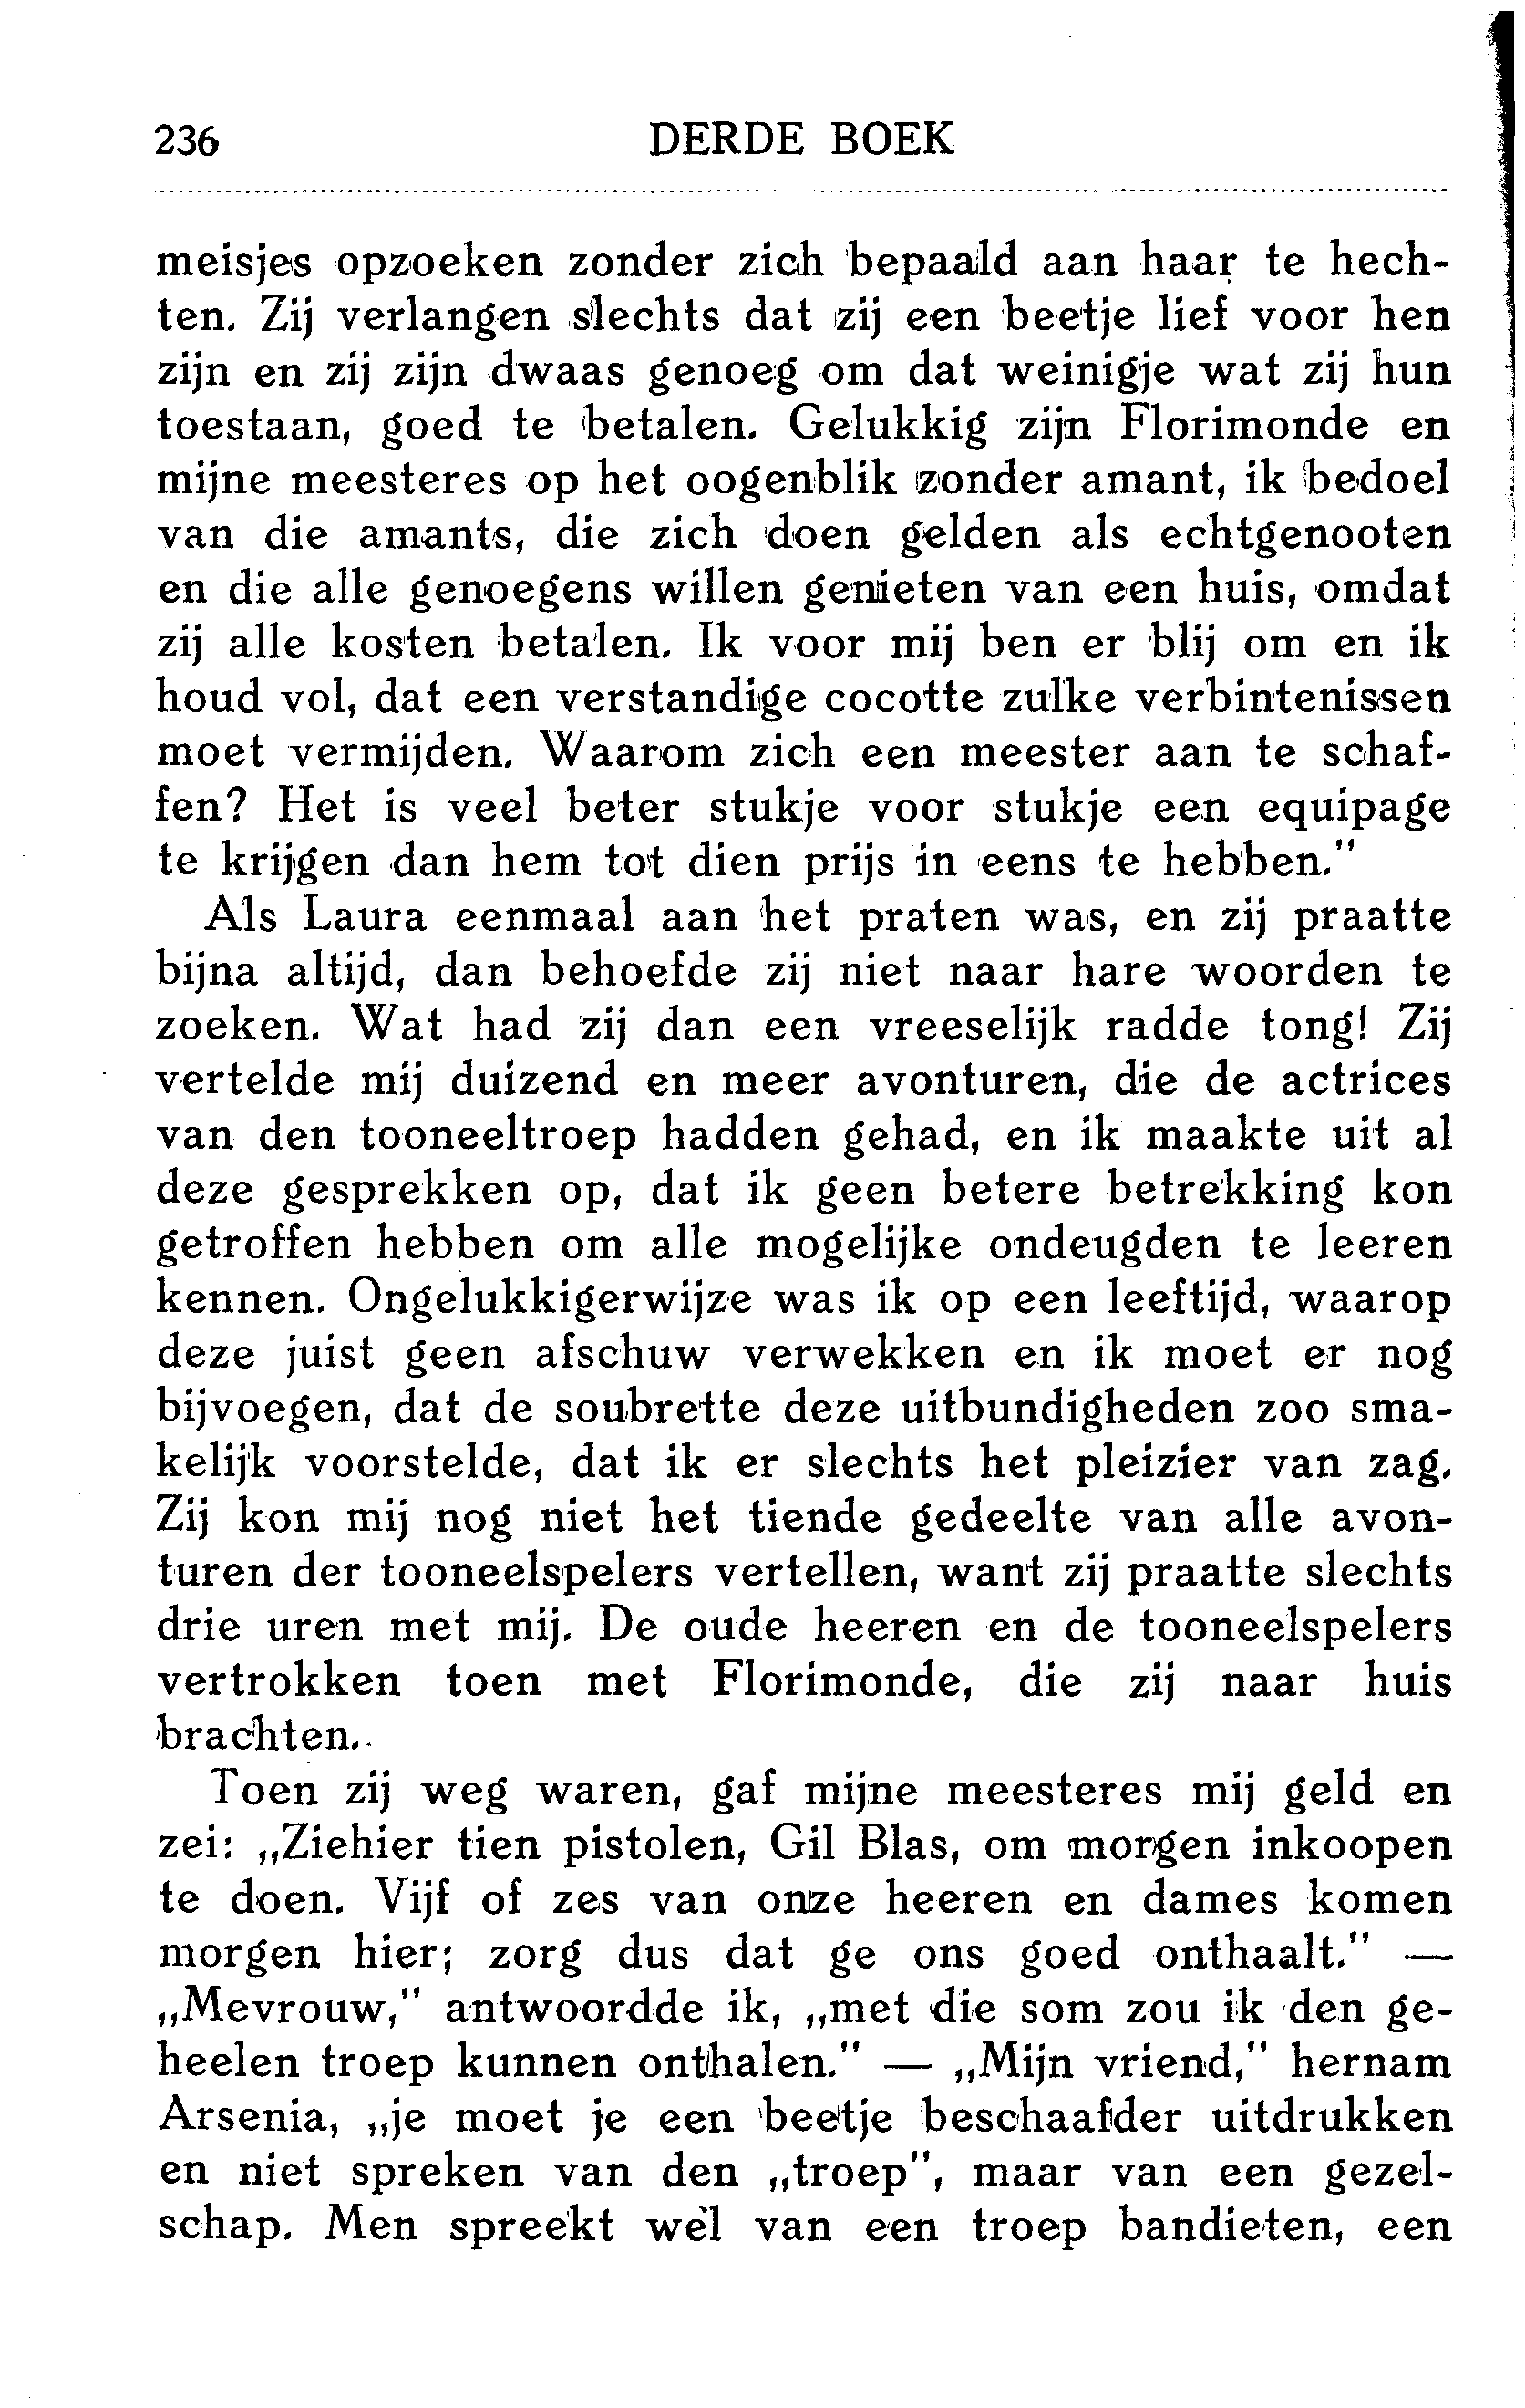 236 DERDE BOEK
meisjes opzoeken zonder zich bepaald aan haar te hech-
ten. Zij verlangen slechts dat zij een beetje lief voor hen
zijn en zij zijn dwaas genoeg om dat weinigje wat zij hun
toestaan, goed te betalen. Gelukkig zijn Florimonde en
mijne meesteres op het oogenblik zonder amant, ik bedoel
van die amants, die zich doen gelden als echtgenooten
en die alle genoegens willen genieten van een huis, omdat
zij alle kosten betalen. Ik voor mij ben er blij om en ik
houd vol, dat een verstandige cocotte zulke verbintenissen
moet vermijden. Waarom zich een meester aan te schaf-
fen? Het is veel beter stukje voor stukje een equipage
te krijgen dan hem tot dien prijs in eens te hebben."
Als Laura eenmaal aan het praten was, en zij praatte
bijna altijd, dan behoefde zij niet naar hare woorden te
zoeken. Wat had zij dan een vreeselijk radde tong! Zij
vertelde mij duizend en meer avonturen, die de actrices
van den tooneeltroep hadden gehad, en ik maakte uit al
deze gesprekken op, dat ik geen betere betrekking kon
getroffen hebben om alle mogelijke ondeugden te leeren
kennen. Ongelukkigerwijze was ik op een leeftijd, waarop
deze juist geen afschuw verwekken en ik moet er nog
bijvoegen, dat de soubrette deze uitbundigheden zoo sma-
kelijk voorstelde, dat ik er slechts het pleizier van zag.
Zij kon mij nog niet het tiende gedeelte van alle avon-
turen der tooneelspelers vertellen, want zij praatte slechts
drie uren met mij. De oude heeren en de tooneelspelers
vertrokken toen met Florimonde, die zij naar huis
brachten.
Toen zij weg waren, gaf mijne meesteres mij geld en
zei: „Ziehier tien pistolen, Gil Blas, om morgen inkoopen
te doen. Vijf of zes van onze heeren en dames komen
morgen hier; zorg dus dat ge ons goed onthaalt." —
„Mevrouw," antwoordde ik, „met die som zou ik den ge-
heelen troep kunnen onthalen." — „Mijn vriend," hernam
Arsenia, „je moet je een beetje beschaafder uitdrukken
en niet spreken van den „troep", maar van een gezel-
schap. Men spreekt wèl van een troep bandieten, een